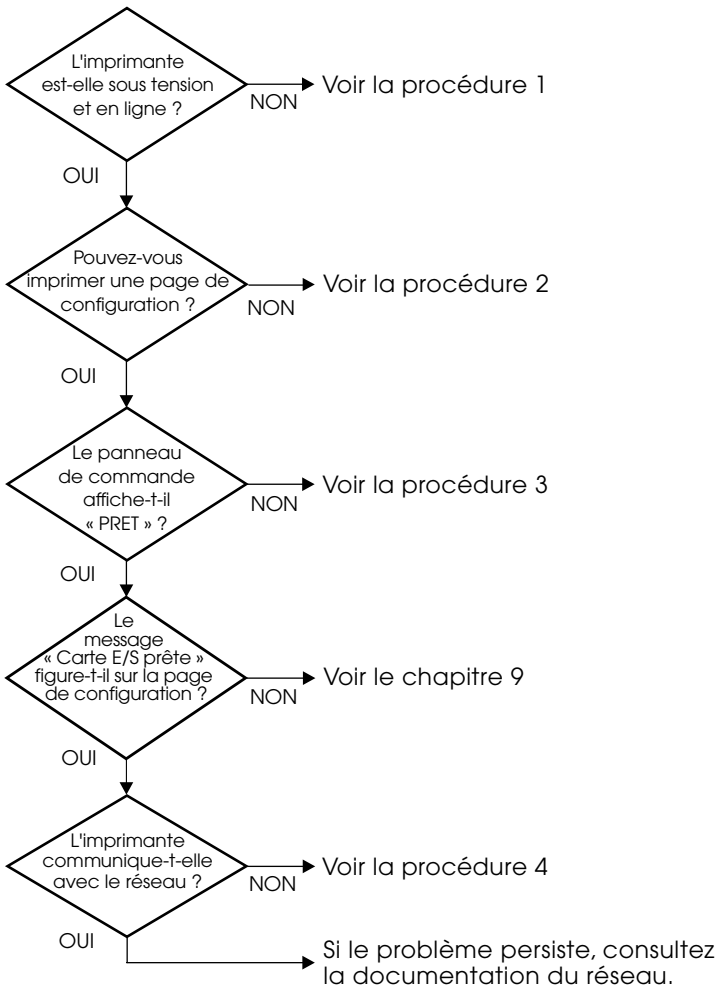 L'imprimante
est-elle sous tension
et en ligne ?
NON
Voir la procédure 1
OUI
Pouvez-vous
imprimer une page de
configuration ?
NON
Voir la procédure 2
OUI
Le panneau
de commande
affiche-t-il
« PRET » ?
NON
Voir la procédure 3
OUI
Le
message
« Carte E/S prête »
figure-t-il sur la page
de configuration ?
NON
Voir le chapitre 9
OUI
L'imprimante
communique-t-elle
avec le réseau ?
NON
Voir la procédure 4
OUI
Si le problème persiste, consultez
la documentation du réseau.